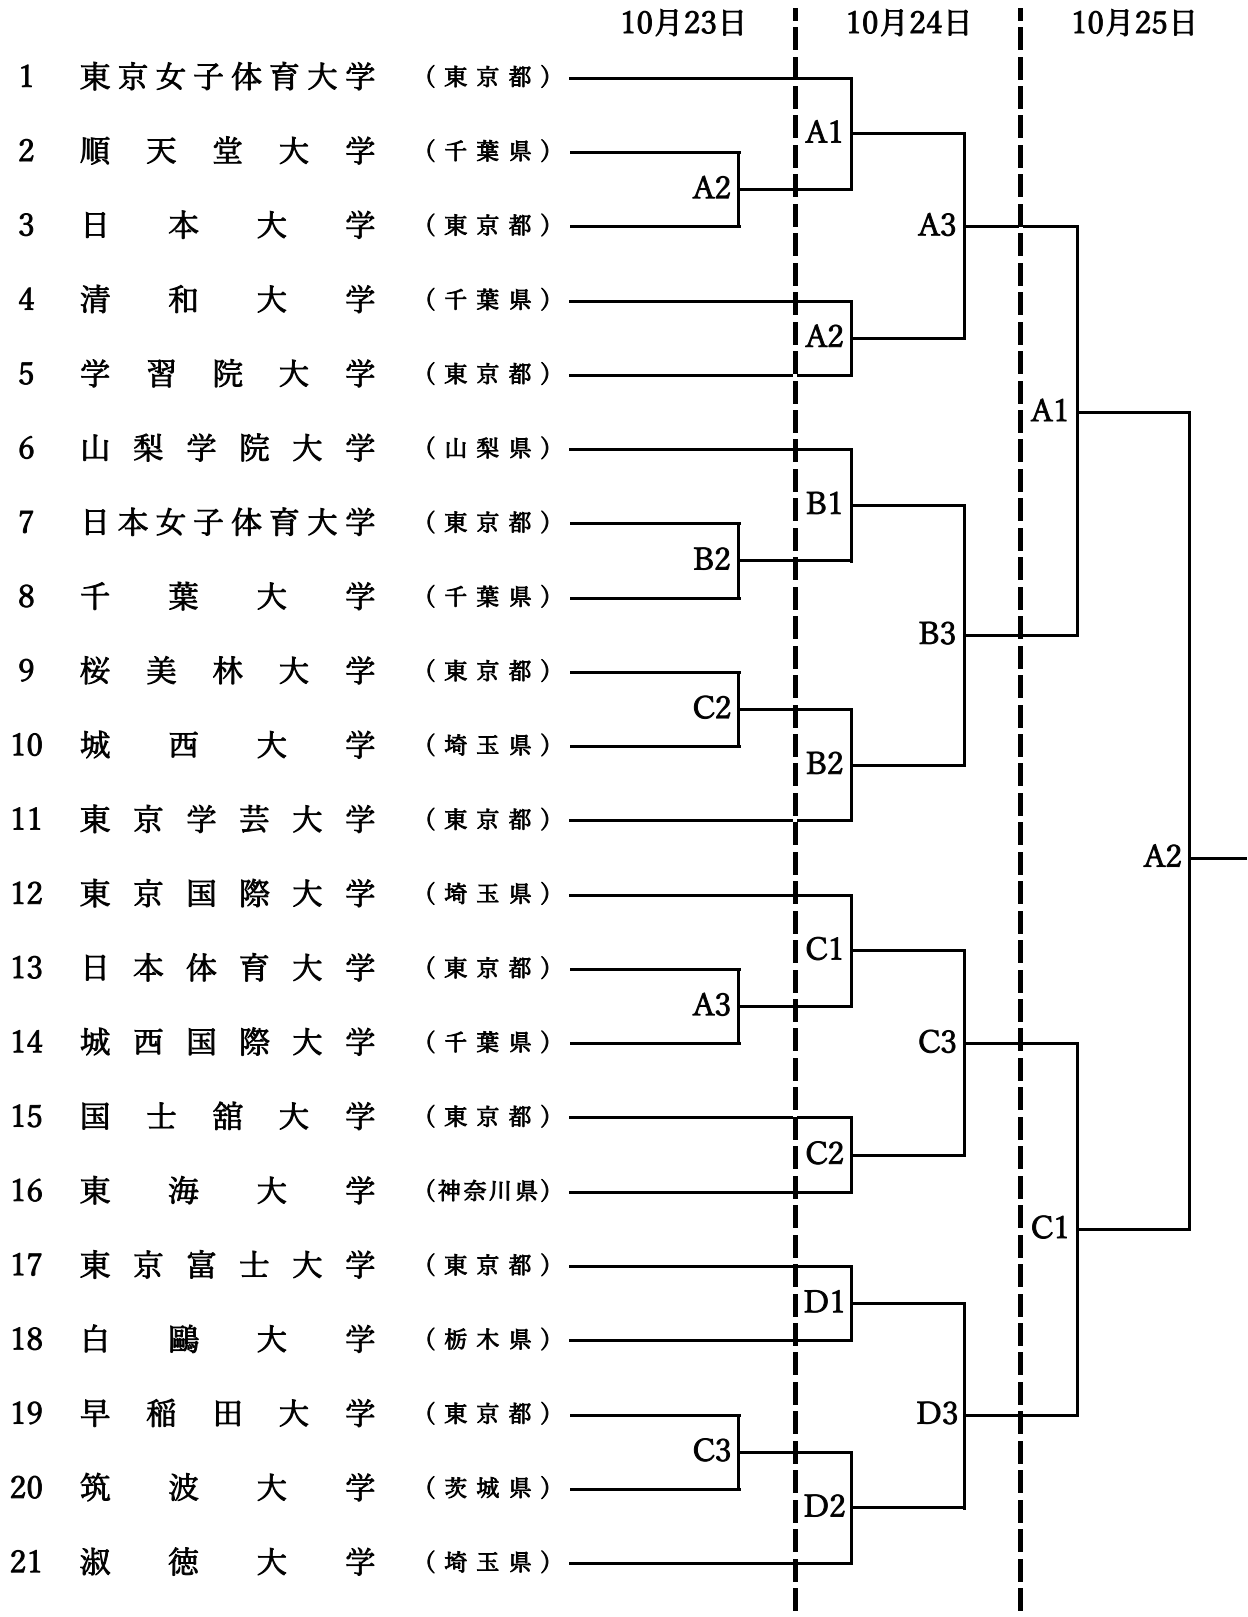 10月23日 10月24日 10月25日
1 東京女子体育大学 （東京都）
A1
2 順天堂大学 （千葉県）
A2
3 日本大学 （東京都）
A3
4 清和大学 （千葉県）
A2
5 学習院大学 （東京都）
A1
6 山梨学院大学 （山梨県）
B1
7 日本女子体育大学 （東京都）
B2
8 千葉大学 （千葉県）
B3
9 桜美林大学 （東京都）
C2
10 城西大学 （埼玉県）
B2
11 東京学芸大学 （東京都）
A2
12 東京国際大学 （埼玉県）
C1
13 日本体育大学 （東京都）
A3
14 城西国際大学 （千葉県）
C3
15 国士舘大学 （東京都）
C2
16 東海大学 （神奈川県）
C1
17 東京富士大学 （東京都）
D1
18 白鷗大学 （栃木県）
19 早稲田大学 （東京都）
D3
C3
20 筑波大学 （茨城県）
D2
21 淑徳大学 （埼玉県）